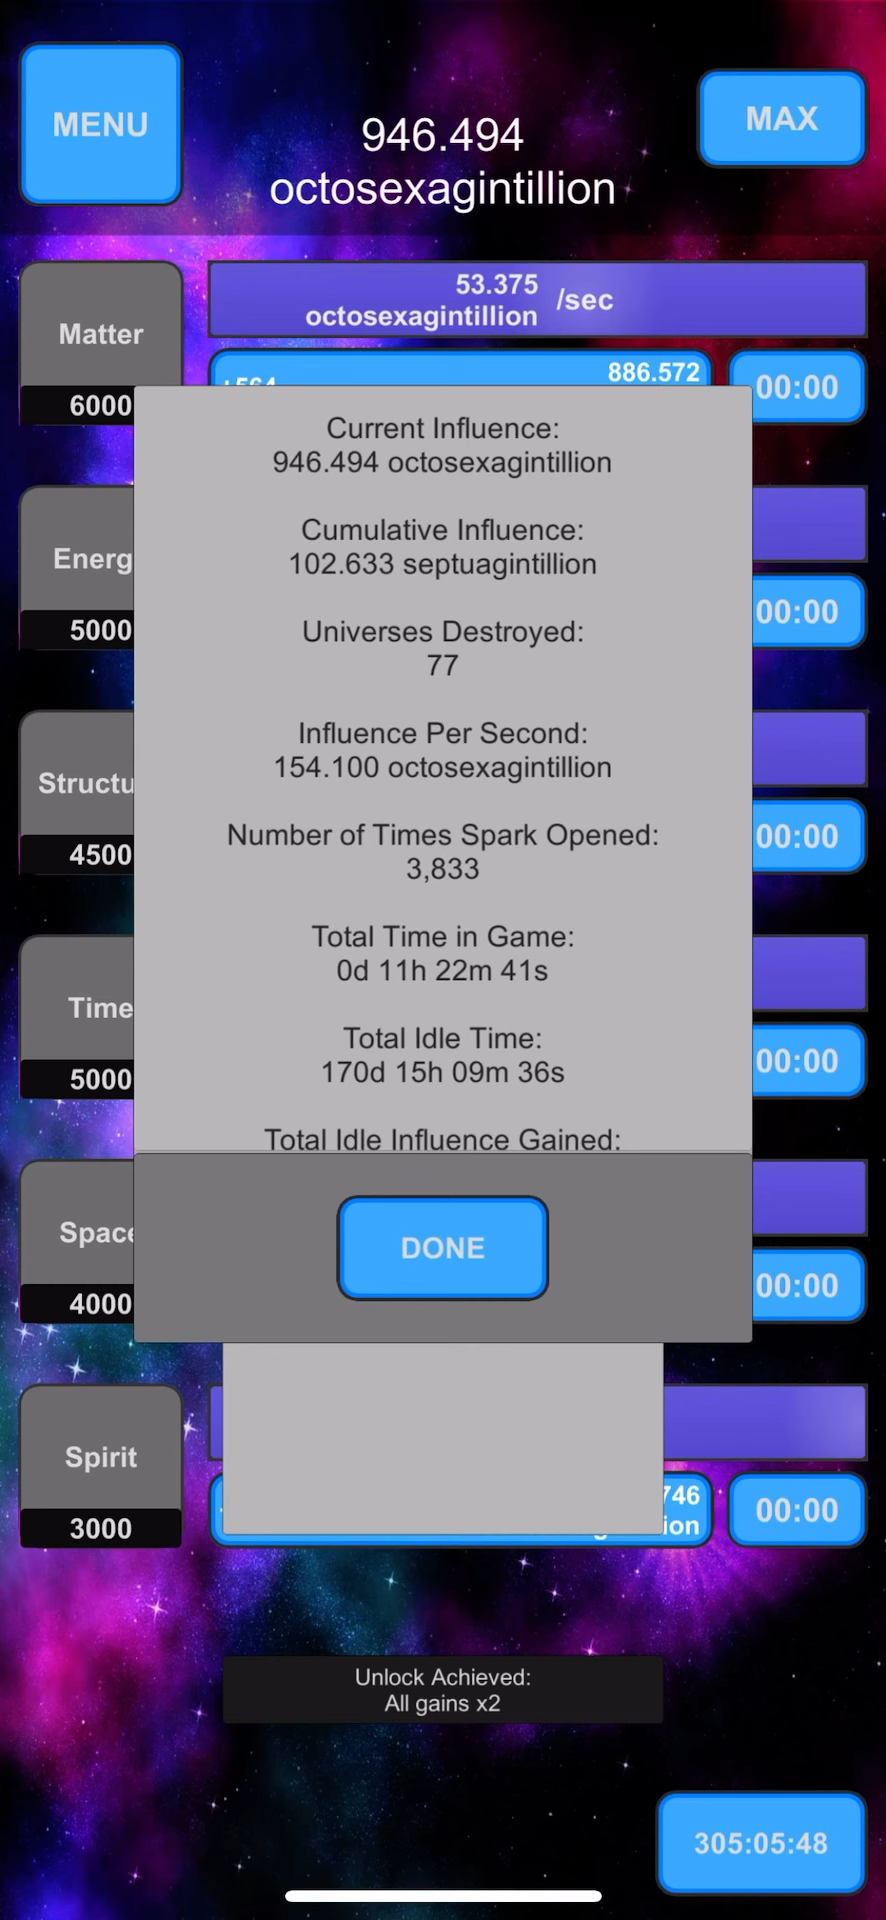 MENU
MAX
946.494
octosexagintillion
Matter
6000
53.375
octosexagintillion
/sec
886.572
00:00
Current Influence:
946.494 octosexagintillion
Cumulative Influence:
102.633 septuagintillion
Universes Destroyed:
77
Influence Per Second:
154.100 octosexagintillion
Number of Times Spark Opened:
3,833
Total Time in Game:
0d 11h 22m 41s
Total Idle Time:
170d 15h 09m 36s
Total Idle Influence Gained:
DONE
Energ
5000
00:00
Structu
4500
00:00
Time
5000
00:00
Space
4000
00:00
Spirit
3000
746
ion
00:00
Unlock Achieved:
All gains x2
305:05:48